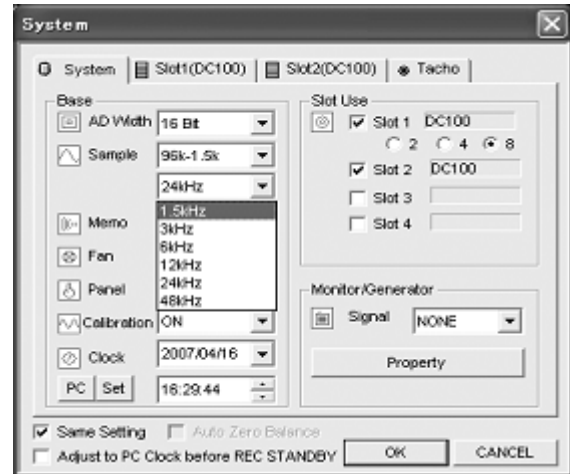 System
System Slot1(DC100) Slot2(DC100) Tacho
Base
AD Width 16 Bit
Sample 96k-1.5k
24kHz
1.5kHz
3kHz
6kHz
12kHz
24kHz
48kHz
Memo
Fan
Panel
Calibration ON
Clock 2007/04/16
PC Set 16:29:44
Slot Use
Slot 1 DC100
2 4 8
Slot 2 DC100
Slot 3
Slot 4
Monitor/Generator
Signal NONE
Property
Same Setting Auto Zero Balance
Adjust to PC Clock before REC STANDBY
OK CANCEL